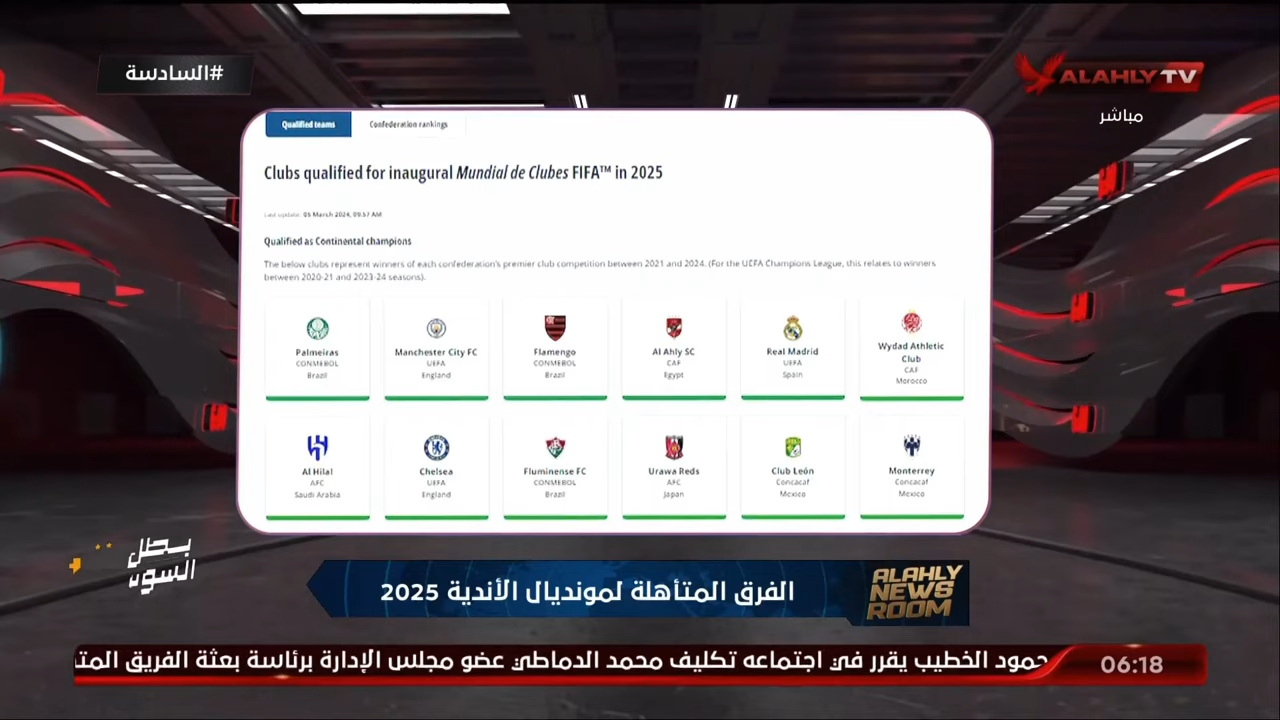 #السادسة
ALAHLY TV
مباشر
Qualified teams
Confederation rankings
Clubs qualified for inaugural Mundial de Clubes FIFA™ in 2025
Last update: 05 March 2024, 09:57 AM
Qualified as Continental champions
The below clubs represent winners of each confederation's premier club competition between 2021 and 2024. (For the UEFA Champions League, this relates to winners
between 2020-21 and 2023-24 seasons).
Palmeiras
CONMEBOL
Brazil
Manchester City FC
UEFA
England
Flamengo
CONMEBOL
Brazil
Al Ahly SC
CAF
Egypt
Real Madrid
UEFA
Spain
Wydad Athletic
Club
CAF
Morocco
Al Hilal
AFC
Saudi Arabia
Chelsea
UEFA
England
Fluminense FC
CONMEBOL
Brazil
Urawa Reds
AFC
Japan
Club León
Concacaf
Mexico
Monterrey
Concacaf
Mexico
بطل
الفرق المتأهلة لمونديال الأندية 2025
ALAHLY
NEWS
ROOM
حمود الخطيب يقرر في اجتماعه تكليف محمد الدماطي عضو مجلس الإدارة برئاسة بعثة الفريق المت
06:18